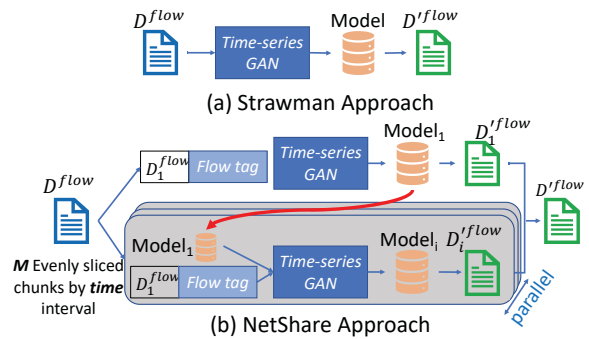 D^flow
Time-series
GAN
Model
D'^flow
(a) Strawman Approach
D^flow
D_1^flow Flow tag
Time-series
GAN
Model_1
D_1'^flow
D'^flow
Model_1
D_1^flow Flow tag
Time-series
GAN
Model_i
D_i'^flow
M Evenly sliced
chunks by time
interval
parallel
(b) NetShare Approach